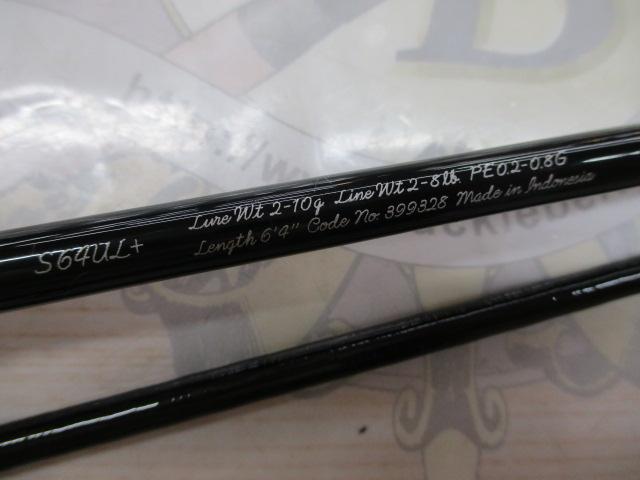 S64UL+
Lure Wt 2-10g Line Wt 2-8lb. PE0.2-0.8G
Length 6'4" Code No. 399328 Made in Indonesia